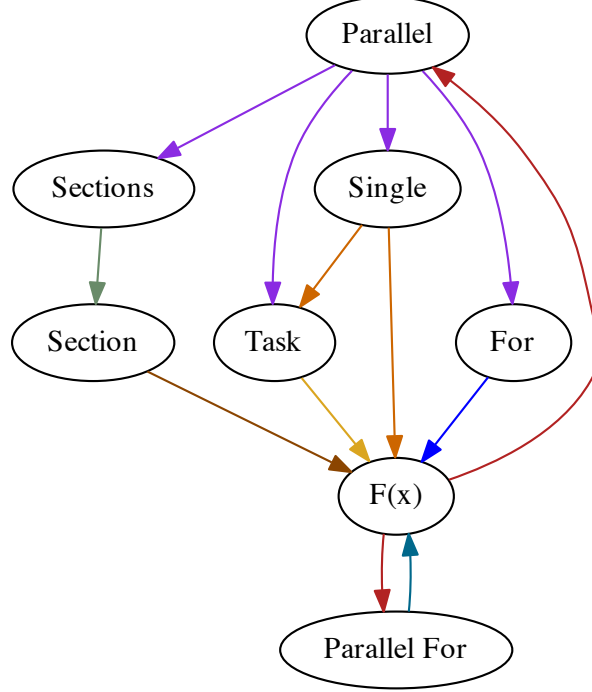 Parallel
Sections
Single
Section
Task
For
F(x)
Parallel For